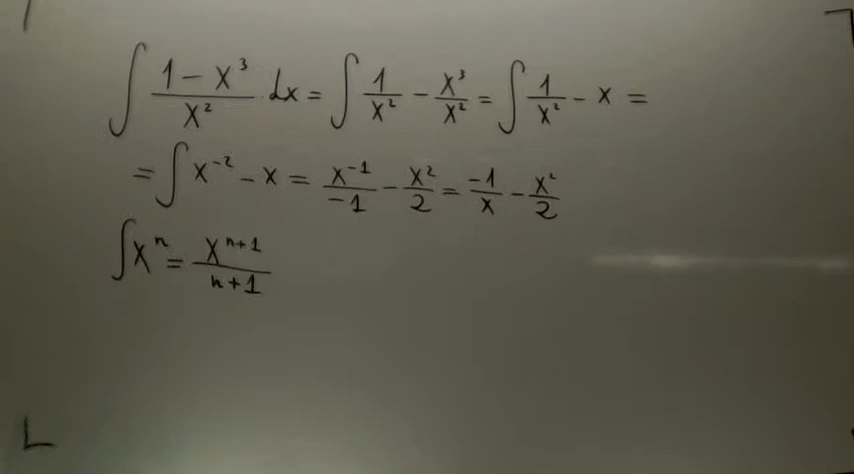 ∫ (1 - x³)/x² · dx = ∫ 1/x² - x³/x² = ∫ 1/x² - x =
= ∫ x⁻² - x = x⁻¹/-1 - x²/2 = -1/x - x²/2
∫ xⁿ = xⁿ⁺¹/n+1